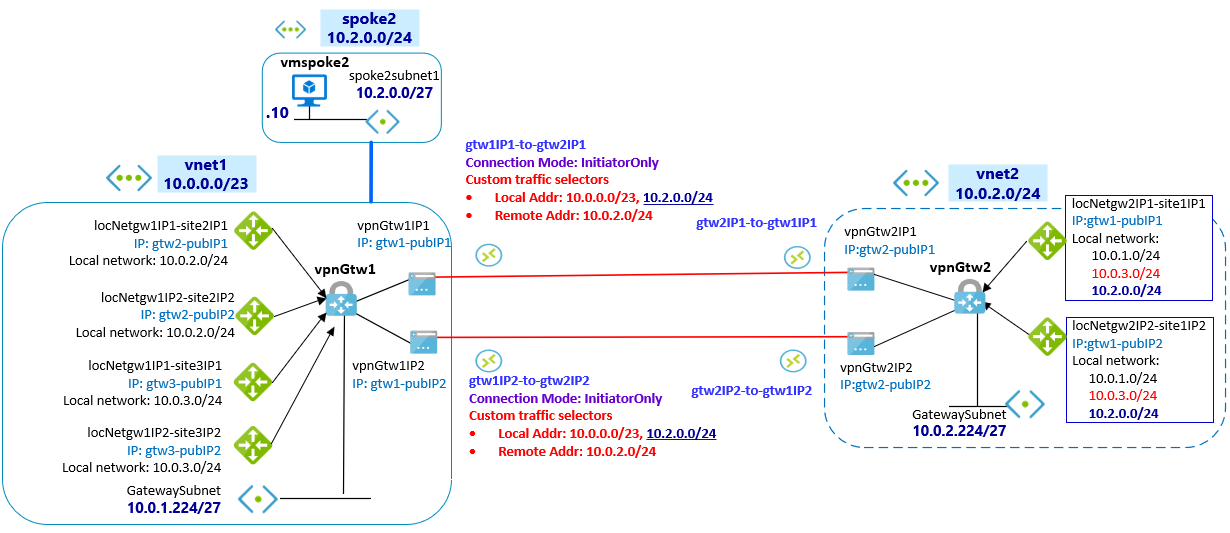 spoke2
10.2.0.0/24
vmspoke2
spoke2subnet1
10.2.0.0/27
.10
vnet1
10.0.0.0/23
gtw1IP1-to-gtw2IP1
Connection Mode: InitiatorOnly
Custom traffic selectors
• Local Addr: 10.0.0.0/23, 10.2.0.0/24
• Remote Addr: 10.0.2.0/24
vnet2
10.0.2.0/24
locNetgw1IP1-site2IP1
IP: gtw2-pubIP1
Local network: 10.0.2.0/24
locNetgw1IP2-site2IP2
IP: gtw2-pubIP2
Local network: 10.0.2.0/24
locNetgw1IP1-site3IP1
IP: gtw3-pubIP1
Local network: 10.0.3.0/24
locNetgw1IP2-site3IP2
IP: gtw3-pubIP2
Local network: 10.0.3.0/24
GatewaySubnet
10.0.1.224/27
vpnGtw1IP1
IP: gtw1-pubIP1
vpnGtw1
vpnGtw1IP2
IP: gtw1-pubIP2
gtw2IP1-to-gtw1IP1
gtw1IP2-to-gtw2IP2
Connection Mode: InitiatorOnly
Custom traffic selectors
• Local Addr: 10.0.0.0/23, 10.2.0.0/24
• Remote Addr: 10.0.2.0/24
gtw2IP2-to-gtw1IP2
vpnGtw2IP1
IP:gtw2-pubIP1
vpnGtw2
vpnGtw2IP2
IP:gtw2-pubIP2
GatewaySubnet
10.0.2.224/27
locNetgw2IP1-site1IP1
IP:gtw1-pubIP1
Local network:
10.0.1.0/24
10.0.3.0/24
10.2.0.0/24
locNetgw2IP2-site1IP2
IP:gtw1-pubIP2
Local network:
10.0.1.0/24
10.0.3.0/24
10.2.0.0/24